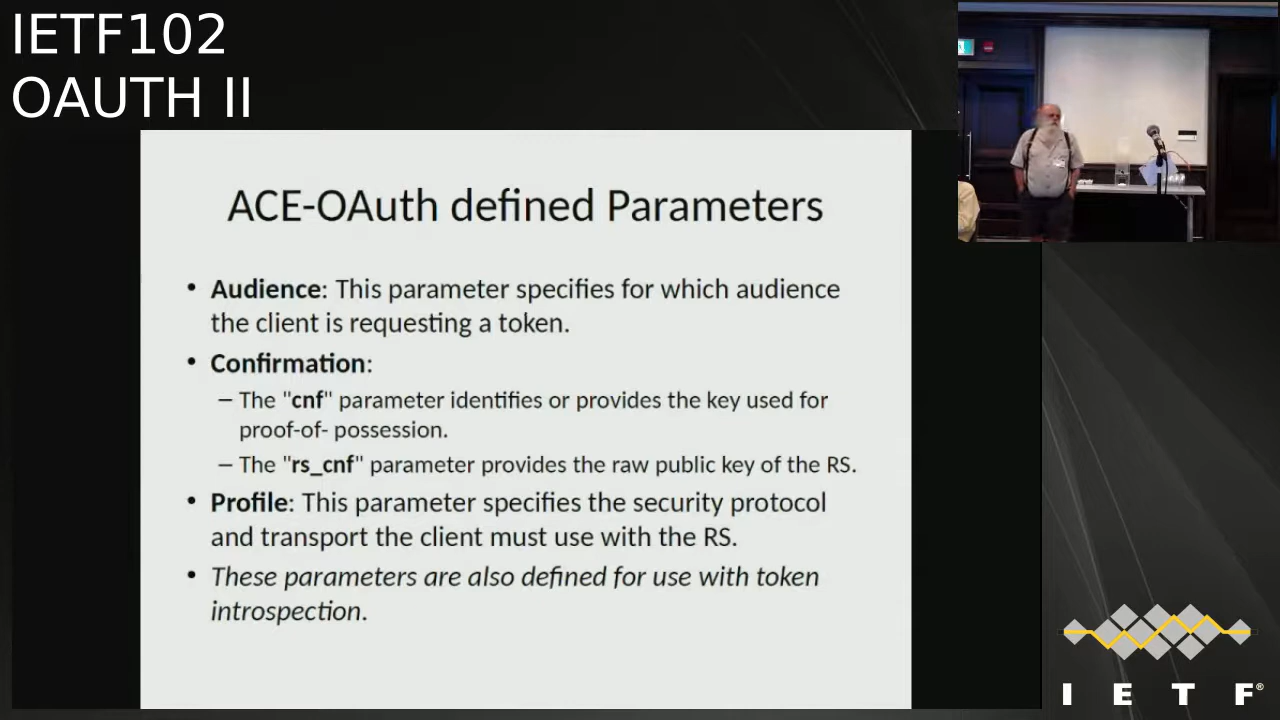 IETF102
OAUTH II
ACE-OAuth defined Parameters
• Audience: This parameter specifies for which audience
the client is requesting a token.
• Confirmation:
– The "cnf" parameter identifies or provides the key used for
proof-of- possession.
– The "rs_cnf" parameter provides the raw public key of the RS.
• Profile: This parameter specifies the security protocol
and transport the client must use with the RS.
• These parameters are also defined for use with token
introspection.
I E T F®